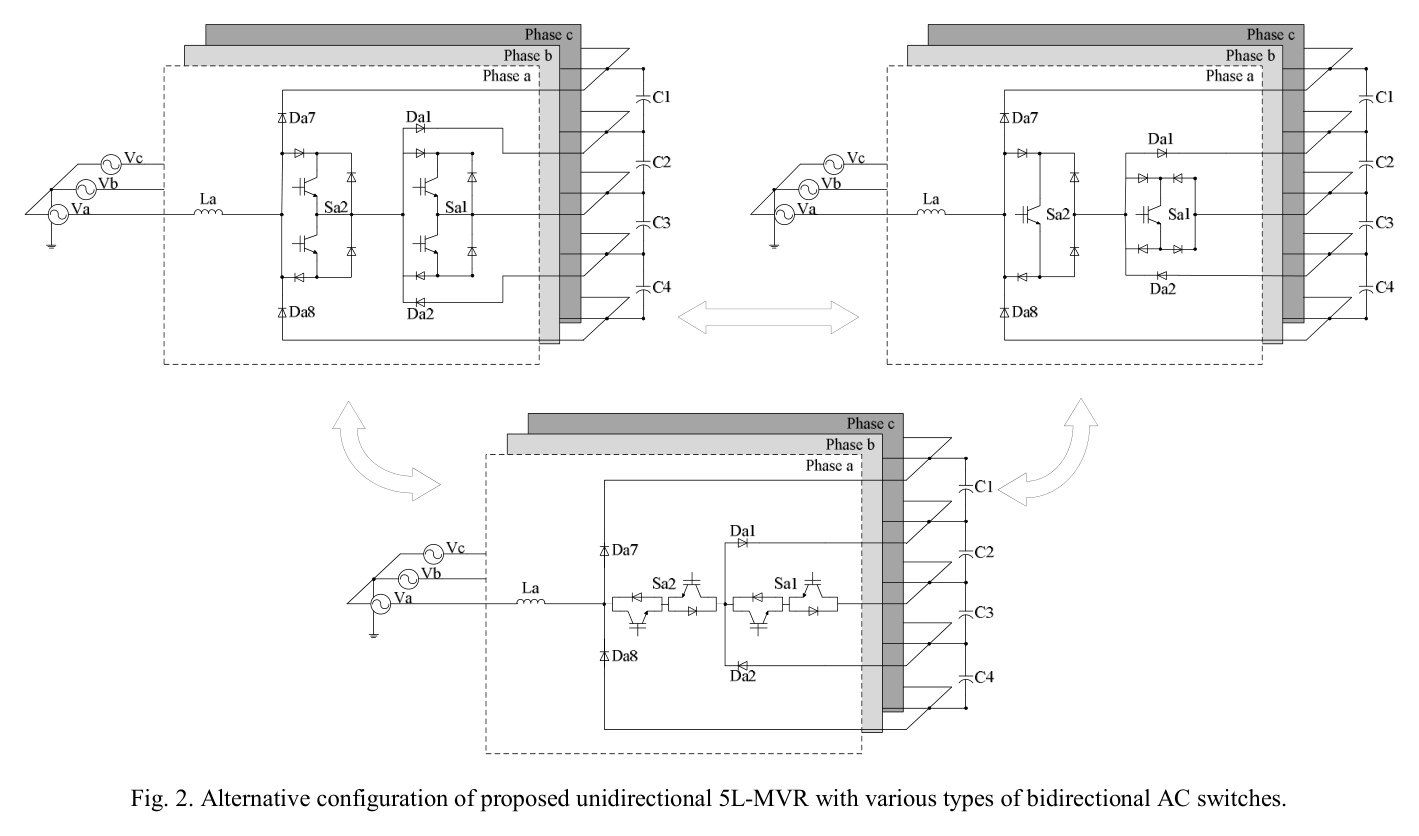 Phase c
Phase b
Phase a
Da7
Da1
C1
Vc
C2
Vb
La
Va
Sa2
Sa1
C3
C4
Da8
Da2
Phase c
Phase b
Phase a
Da7
Da1
C1
Vc
C2
Vb
La
Va
Sa2
Sa1
C3
C4
Da8
Da2
Phase c
Phase b
Phase a
C1
Da1
Da7
Vc
C2
Vb
Sa2
Sa1
La
Va
C3
Da8
Da2
C4
Fig. 2. Alternative configuration of proposed unidirectional 5L-MVR with various types of bidirectional AC switches.